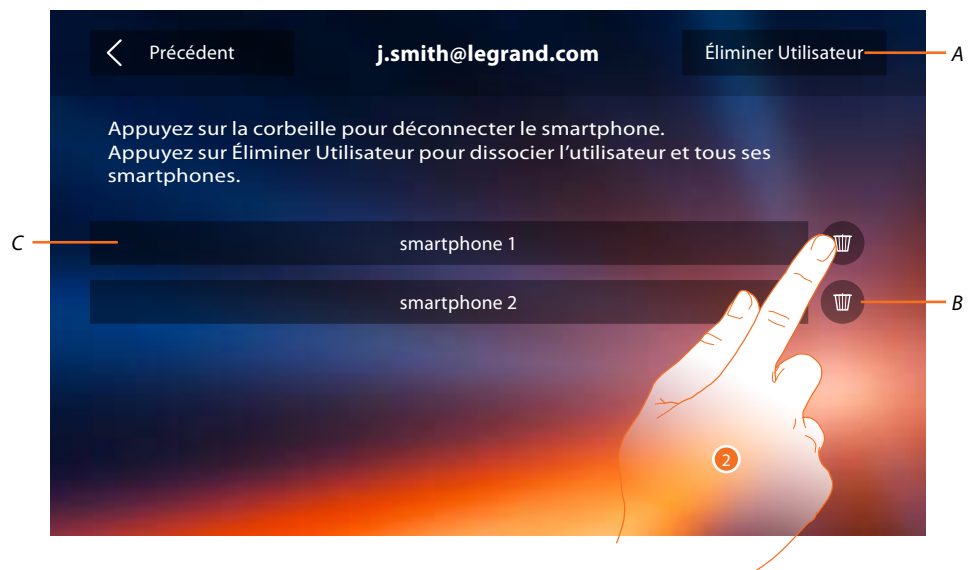 Précédent
j.smith@legrand.com
Éliminer Utilisateur
A
Appuyez sur la corbeille pour déconnecter le smartphone.
Appuyez sur Éliminer Utilisateur pour dissocier l’utilisateur et tous ses
smartphones.
C
smartphone 1
smartphone 2
B
2